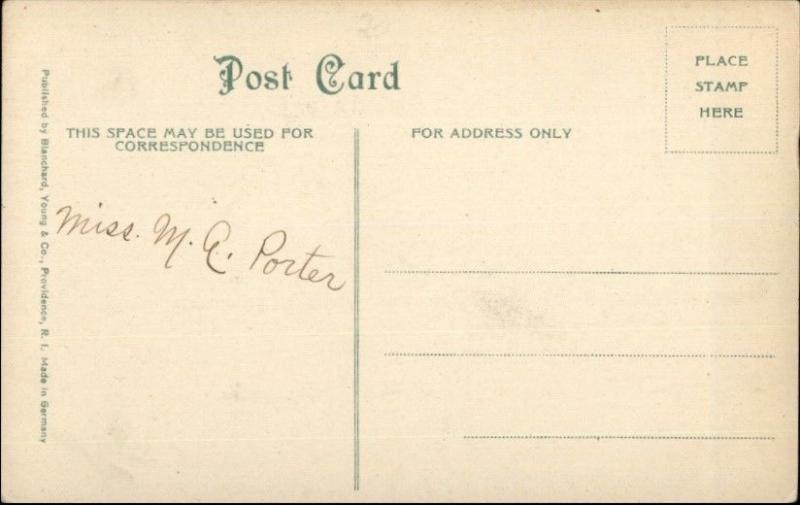 Post Card
PLACE
STAMP
HERE
THIS SPACE MAY BE USED FOR
CORRESPONDENCE
FOR ADDRESS ONLY
Miss. M. A. Porter
Published by Blanchard, Young & Co., Providence, R. I. Made in Germany